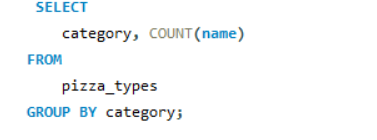 SELECT
category, COUNT(name)
FROM
pizza_types
GROUP BY category;